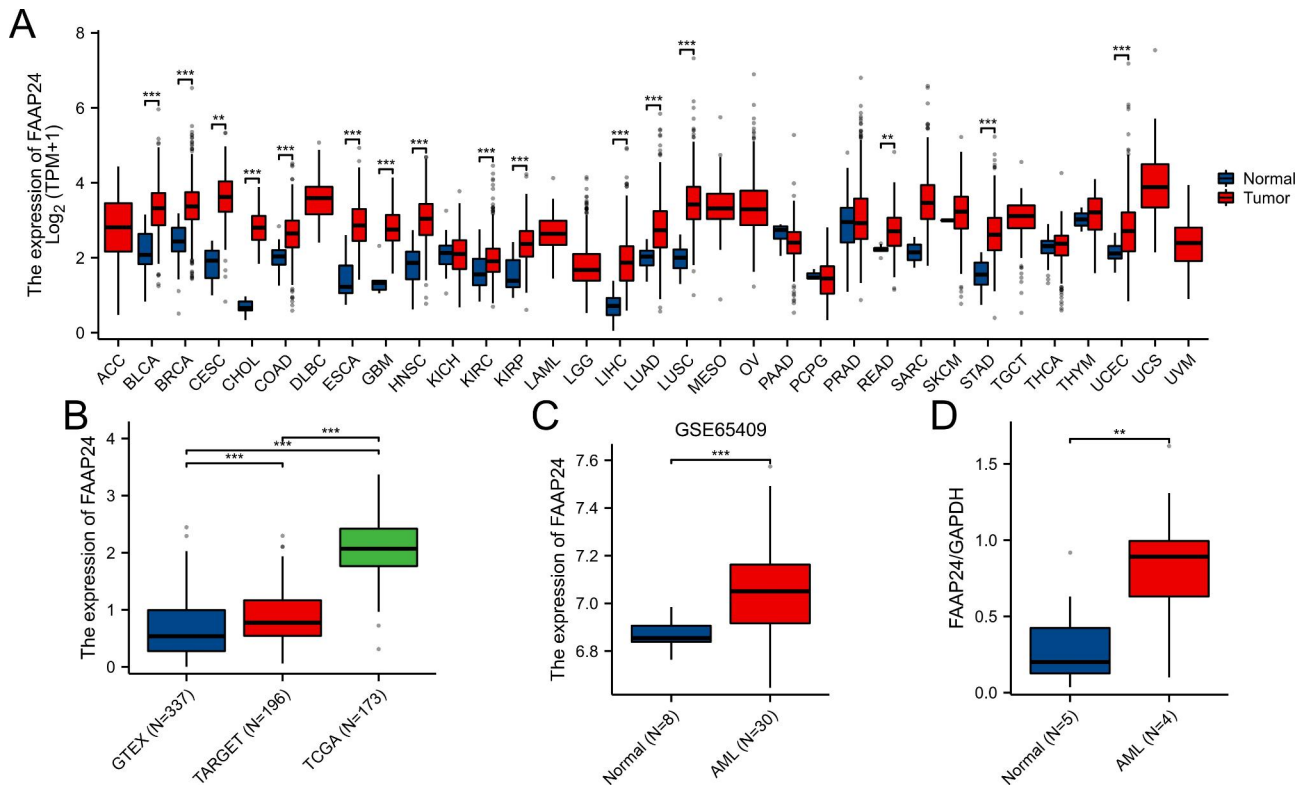 A
The expression of FAAP24
Log2 (TPM+1)
8
6
4
2
0
*** *** ** *** *** *** *** *** *** *** *** *** *** ** *** ***
Normal
Tumor
ACC BLCA BRCA CESC CHOL COAD DLBC ESCA GBM HNSC KICH KIRC KIRP LAML LGG LIHC LUAD LUSC MESO OV PAAD PCPG PRAD READ SARC SKCM STAD TGCT THCA THYM UCEC UCS UVM
B
The expression of FAAP24
4
3
2
1
0
***
***
***
GTEX (N=337)
TARGET (N=196)
TCGA (N=173)
C
GSE65409
The expression of FAAP24
7.6
7.4
7.2
7.0
6.8
***
Normal (N=8)
AML (N=30)
D
FAAP24/GAPDH
1.5
1.0
0.5
0.0
**
Normal (N=5)
AML (N=4)